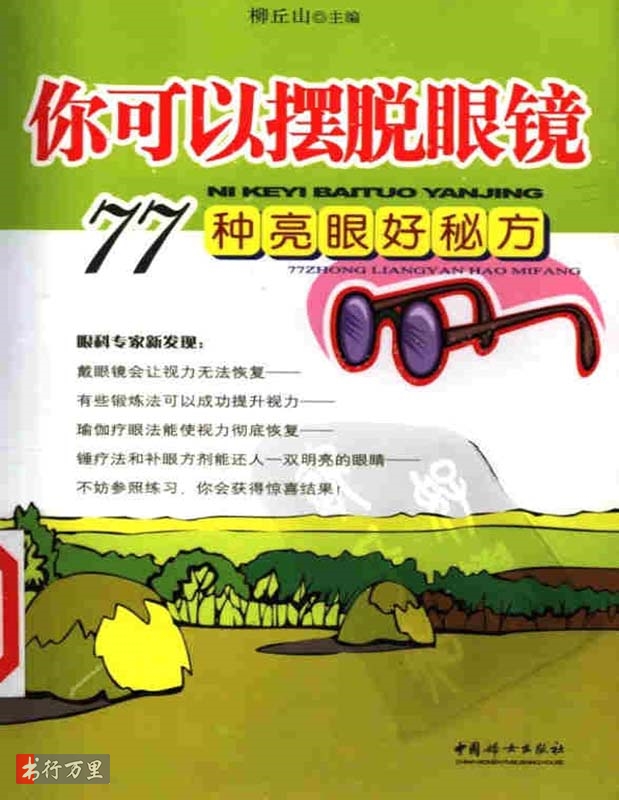 柳丘山◎主编
你可以摆脱眼镜
NI KEYI BAITUO YANJING
77种亮眼好秘方
77ZHONG LIANGYAN HAO MIFANG
眼科专家新发现：
戴眼镜会让视力无法恢复——
有些锻炼法可以成功提升视力——
瑜伽疗眼法能使视力彻底恢复——
锤疗法和补眼方剂能还人一双明亮的眼睛——
不妨参照练习，你会获得惊喜结果！
中国妇女出版社
CHINA WOMEN PUBLISHING HOUSE
书行万里